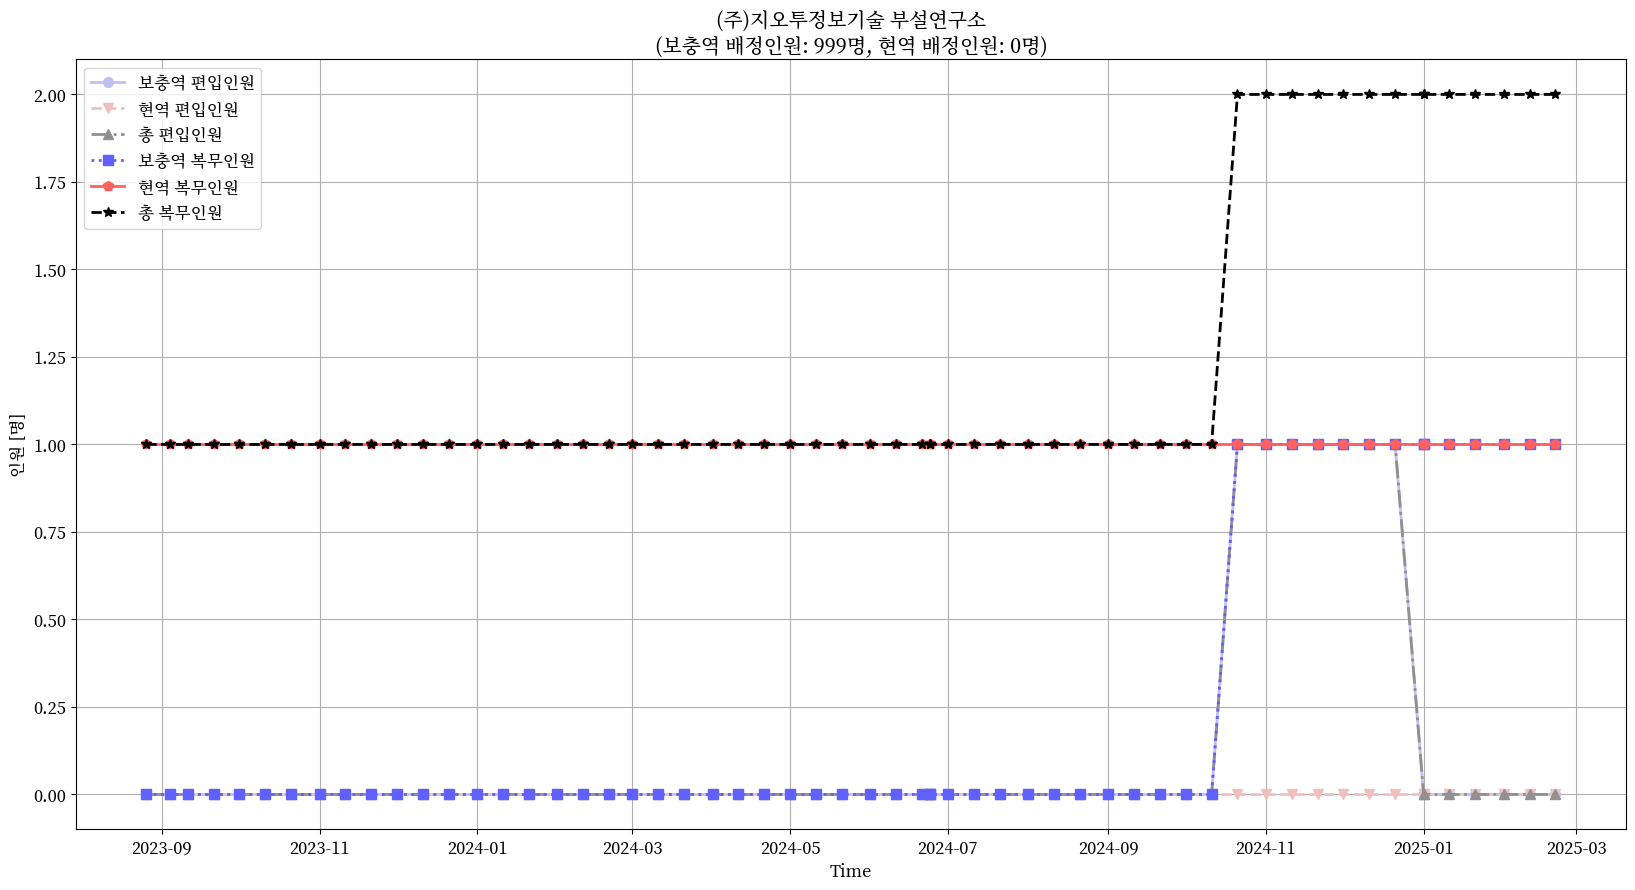 (주)지오투정보기술 부설연구소
(보충역 배정인원: 999명, 현역 배정인원: 0명)
보충역 편입인원
현역 편입인원
총 편입인원
보충역 복무인원
현역 복무인원
총 복무인원
2.00
1.75
1.50
1.25
1.00
0.75
0.50
0.25
0.00
인원 [명]
2023-09
2023-11
2024-01
2024-03
2024-05
2024-07
2024-09
2024-11
2025-01
2025-03
Time